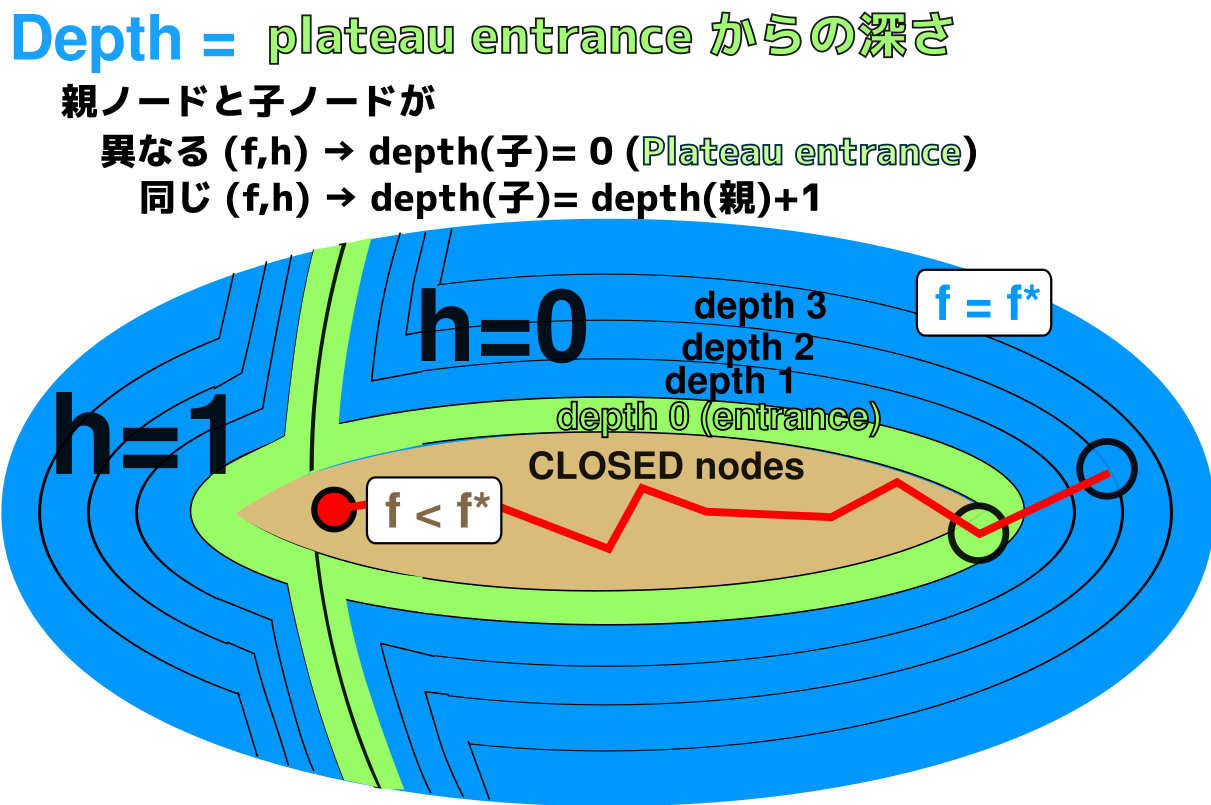 Depth = plateau entrance からの深さ
親ノードと子ノードが
異なる (f,h) → depth(子)= 0 (Plateau entrance)
同じ (f,h) → depth(子)= depth(親)+1
f = f*
h=0
depth 3
depth 2
depth 1
depth 0 (entrance)
h=1
CLOSED nodes
f < f*